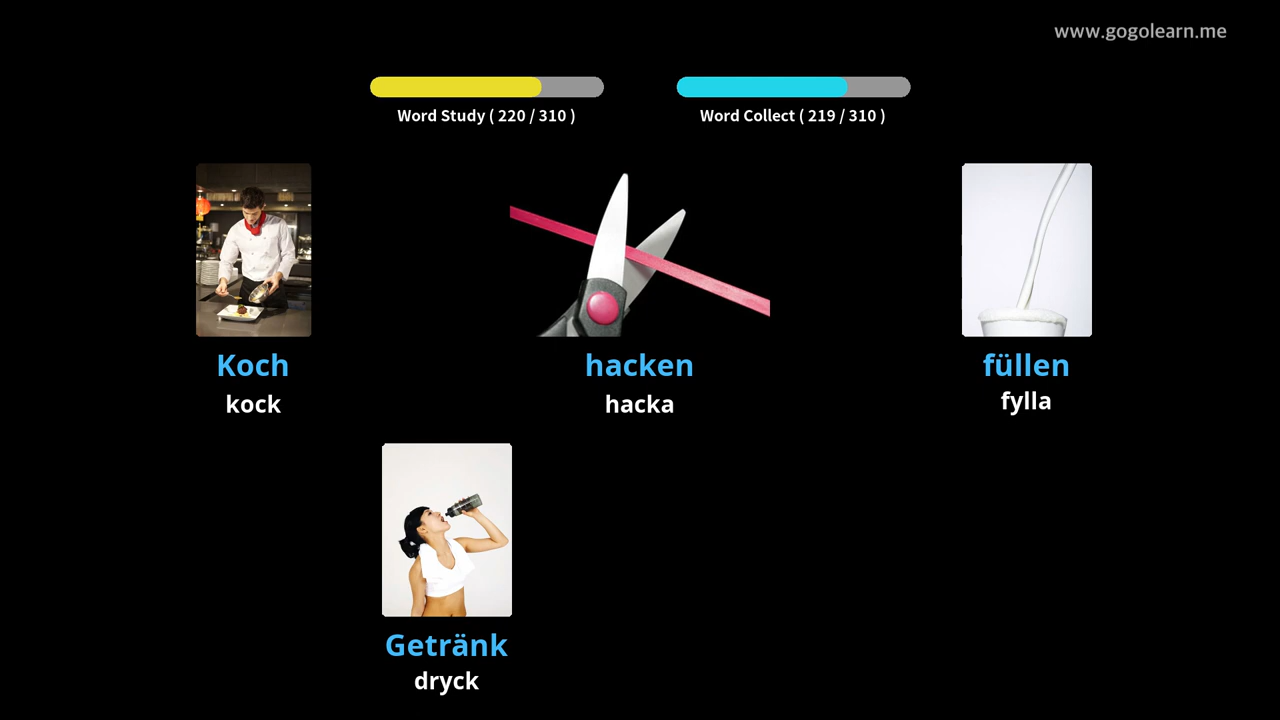 www.gogolearn.me
Word Study ( 220 / 310 )
Word Collect ( 219 / 310 )
Koch
kock
hacken
hacka
füllen
fylla
Getränk
dryck